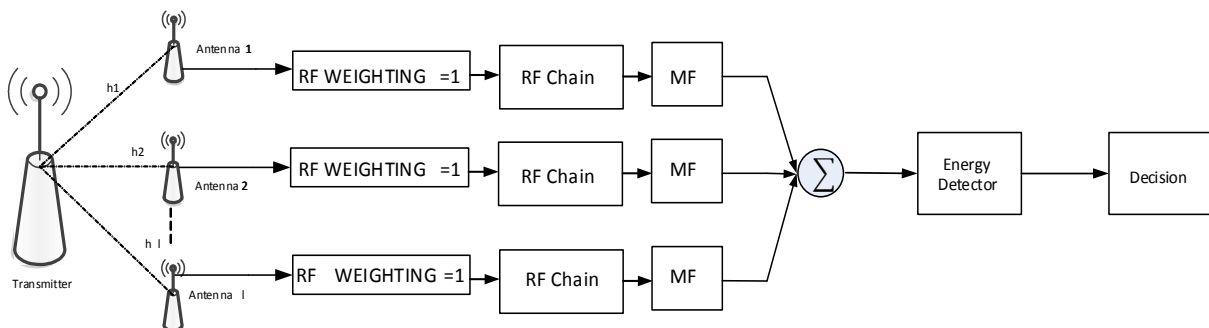 Antenna 1
h1
RF WEIGHTING =1
RF Chain
MF
h2
Antenna 2
RF WEIGHTING =1
RF Chain
MF
∑
Energy
Detector
Decision
h l
Antenna l
RF WEIGHTING =1
RF Chain
MF
Transmitter